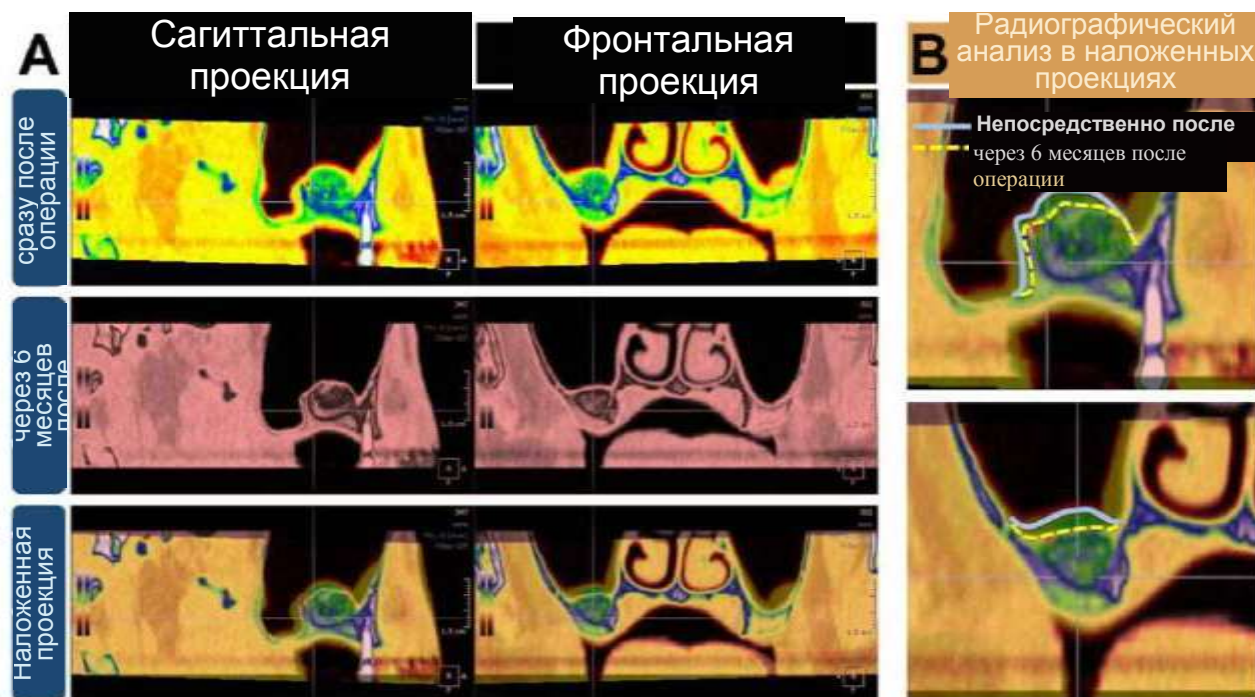 A
Сагиттальная
проекция
Фронтальная
проекция
B
Радиографический
анализ в наложенных
проекциях
сразу после
операции
Непосредственно после
через 6 месяцев после
операции
через 6
месяцев
после
Наложенная
проекция